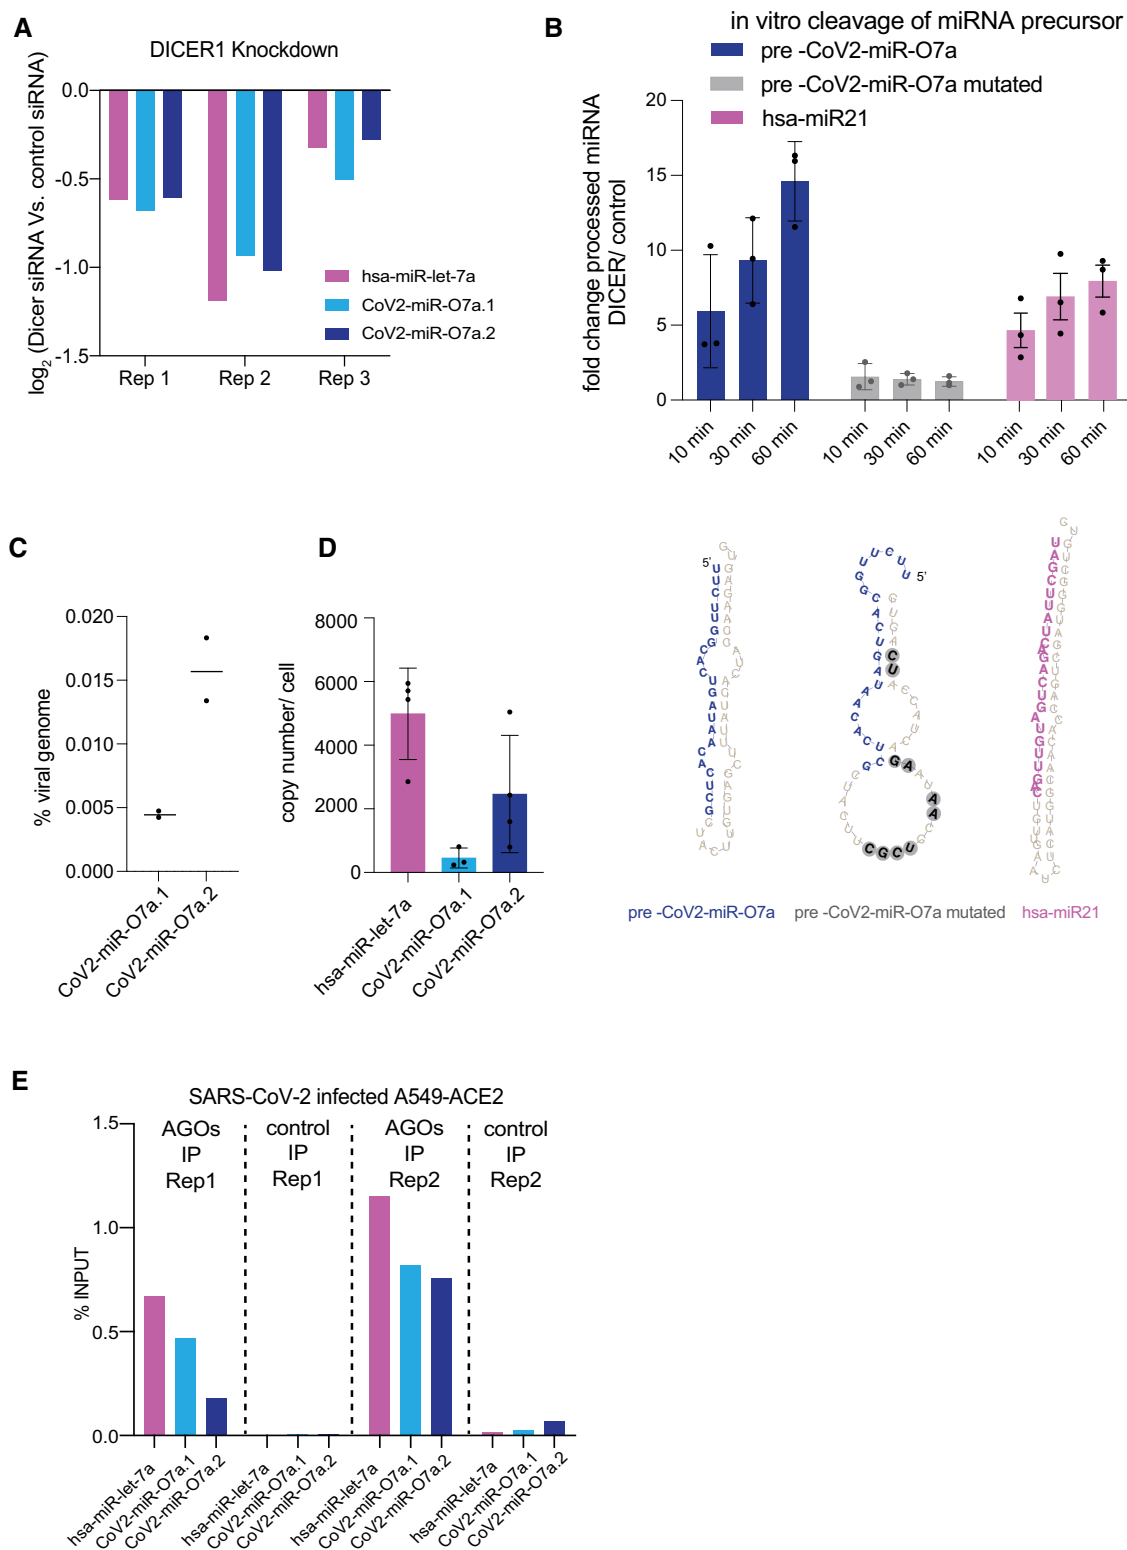 A
DICER1 Knockdown
log2 (Dicer siRNA Vs. control siRNA)
0.0
-0.5
-1.0
-1.5
hsa-miR-let-7a
CoV2-miR-O7a.1
CoV2-miR-O7a.2
Rep 1
Rep 2
Rep 3
B
in vitro cleavage of miRNA precursor
pre -CoV2-miR-O7a
pre -CoV2-miR-O7a mutated
hsa-miR21
fold change processed miRNA
DICER/ control
20
15
10
5
0
10 min
30 min
60 min
10 min
30 min
60 min
10 min
30 min
60 min
5'
5'
pre -CoV2-miR-O7a
pre -CoV2-miR-O7a mutated
hsa-miR21
C
% viral genome
0.020
0.015
0.010
0.005
0.000
CoV2-miR-O7a.1
CoV2-miR-O7a.2
D
copy number/ cell
8000
6000
4000
2000
0
hsa-miR-let-7a
CoV2-miR-O7a.1
CoV2-miR-O7a.2
E
SARS-CoV-2 infected A549-ACE2
% INPUT
1.5
1.0
0.5
0.0
AGOs
IP
Rep1
control
IP
Rep1
AGOs
IP
Rep2
control
IP
Rep2
hsa-miR-let-7a
CoV2-miR-O7a.1
CoV2-miR-O7a.2
hsa-miR-let-7a
CoV2-miR-O7a.1
CoV2-miR-O7a.2
hsa-miR-let-7a
CoV2-miR-O7a.1
CoV2-miR-O7a.2
hsa-miR-let-7a
CoV2-miR-O7a.1
CoV2-miR-O7a.2